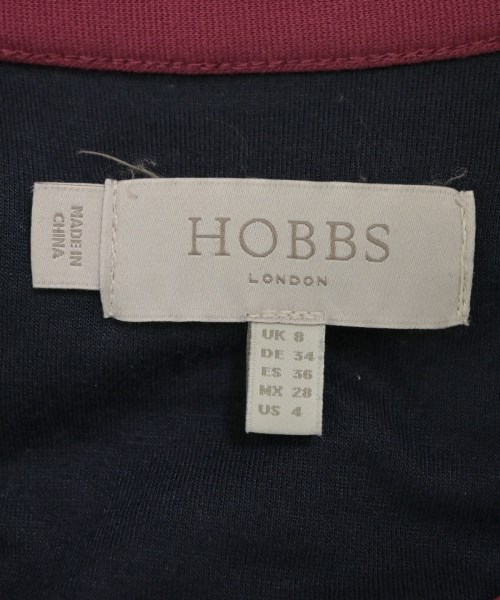 HOBBS
LONDON
MADE IN
CHINA
UK 8
DE 34
ES 36
MX 28
US 4